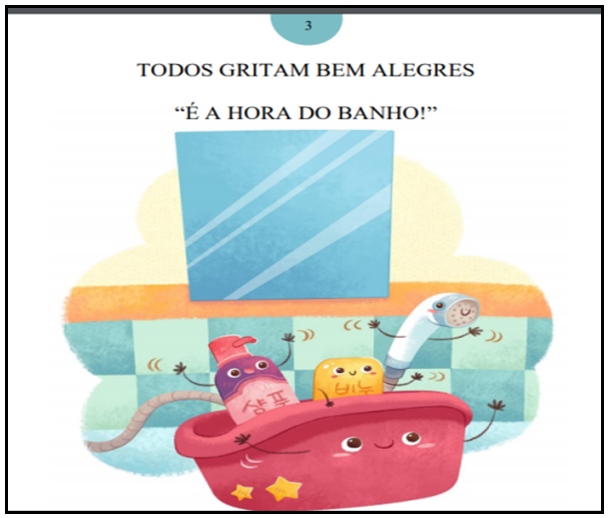 3
TODOS GRITAM BEM ALEGRES
“É A HORA DO BANHO!”
비누
샴푸